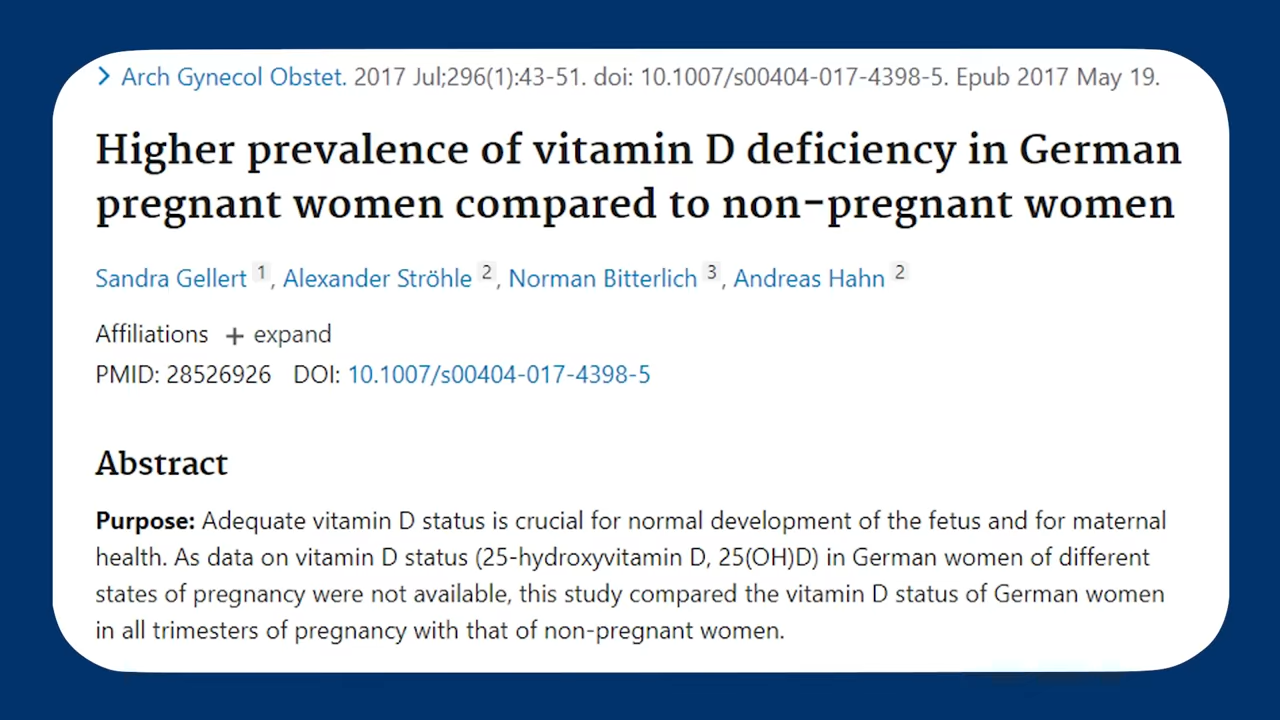 Arch Gynecol Obstet. 2017 Jul;296(1):43-51. doi: 10.1007/s00404-017-4398-5. Epub 2017 May 19.
Higher prevalence of vitamin D deficiency in German
pregnant women compared to non-pregnant women
Sandra Gellert 1, Alexander Ströhle 2, Norman Bitterlich 3, Andreas Hahn 2
Affiliations + expand
PMID: 28526926 DOI: 10.1007/s00404-017-4398-5
Abstract
Purpose: Adequate vitamin D status is crucial for normal development of the fetus and for maternal
health. As data on vitamin D status (25-hydroxyvitamin D, 25(OH)D) in German women of different
states of pregnancy were not available, this study compared the vitamin D status of German women
in all trimesters of pregnancy with that of non-pregnant women.